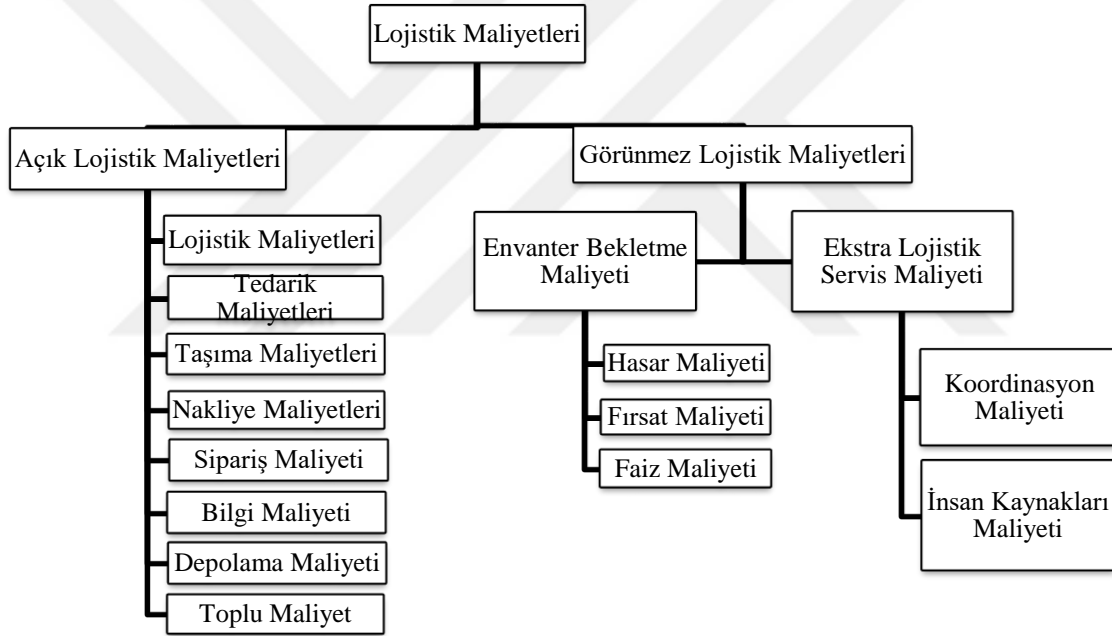 Lojistik Maliyetleri
Açık Lojistik Maliyetleri
Görünmez Lojistik Maliyetleri
Lojistik Maliyetleri
Tedarik
Maliyetleri
Taşıma Maliyetleri
Nakliye Maliyetleri
Sipariş Maliyeti
Bilgi Maliyeti
Depolama Maliyeti
Toplu Maliyet
Envanter Bekletme
Maliyeti
Hasar Maliyeti
Fırsat Maliyeti
Faiz Maliyeti
Ekstra Lojistik
Servis Maliyeti
Koordinasyon
Maliyeti
İnsan Kaynakları
Maliyeti